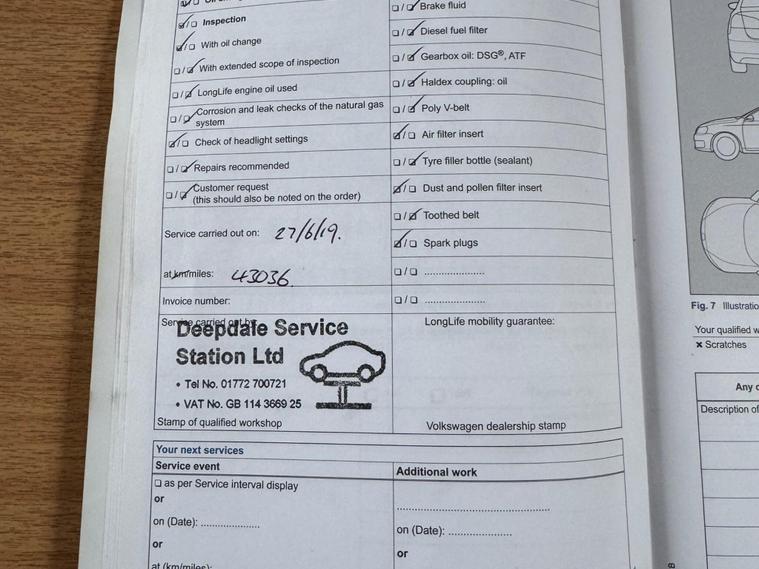 ☑/☐ Inspection
☑/☐ With oil change
☐/☑ With extended scope of inspection
☐/☑ LongLife engine oil used
☐/☑ Corrosion and leak checks of the natural gas
system
☑/☐ Check of headlight settings
☐/☑ Repairs recommended
☐/☑ Customer request
(this should also be noted on the order)
Service carried out on: 27/6/19.
at km/miles: 43036
Invoice number:
Service carried out by:
Deepdale Service
Station Ltd
• Tel No. 01772 700721
• VAT No. GB 114 3669 25
Stamp of qualified workshop
☐/☑ Brake fluid
☐/☑ Diesel fuel filter
☐/☑ Gearbox oil: DSG®, ATF
☐/☑ Haldex coupling: oil
☐/☑ Poly V-belt
☑/☐ Air filter insert
☐/☑ Tyre filler bottle (sealant)
☑/☐ Dust and pollen filter insert
☐/☑ Toothed belt
☑/☐ Spark plugs
☐/☐ ......................
☐/☐ ......................
LongLife mobility guarantee:
Volkswagen dealership stamp
Your next services
Service event
☐ as per Service interval display
or
on (Date): .....................
or
at (km/miles):
Additional work
......................................................
on (Date): .......................
or
Fig. 7 Illustratio
Your qualified w
✗ Scratches
Any
Description of